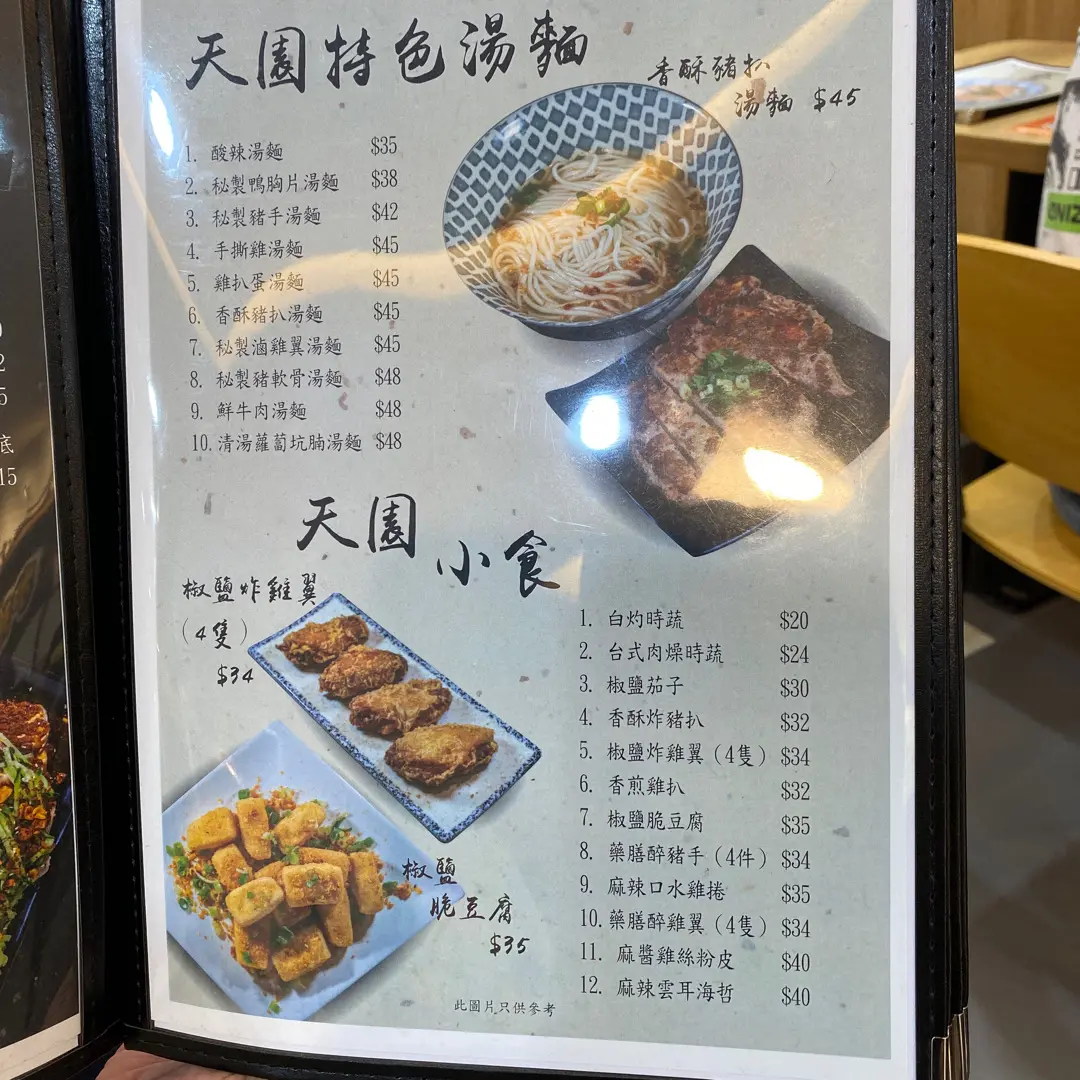 天園特色湯麵
香酥豬扒
湯麵 $45
1. 酸辣湯麵 $35
2. 秘製鴨胸片湯麵 $38
3. 秘製豬手湯麵 $42
4. 手撕雞湯麵 $45
5. 雞扒蛋湯麵 $45
6. 香酥豬扒湯麵 $45
7. 秘製滷雞翼湯麵 $45
8. 秘製豬軟骨湯麵 $48
9. 鮮牛肉湯麵 $48
10. 清湯蘿蔔坑腩湯麵 $48
天園
小食
椒鹽炸雞翼
(4隻)
$34
1. 白灼時蔬 $20
2. 台式肉燥時蔬 $24
3. 椒鹽茄子 $30
4. 香酥炸豬扒 $32
5. 椒鹽炸雞翼 (4隻) $34
6. 香煎雞扒 $32
7. 椒鹽脆豆腐 $35
8. 藥膳醉豬手 (4件) $34
9. 麻辣口水雞捲 $35
10. 藥膳醉雞翼 (4隻) $34
11. 麻醬雞絲粉皮 $40
12. 麻辣雲耳海哲 $40
椒鹽
脆豆腐
$35
此圖片只供參考
底
15